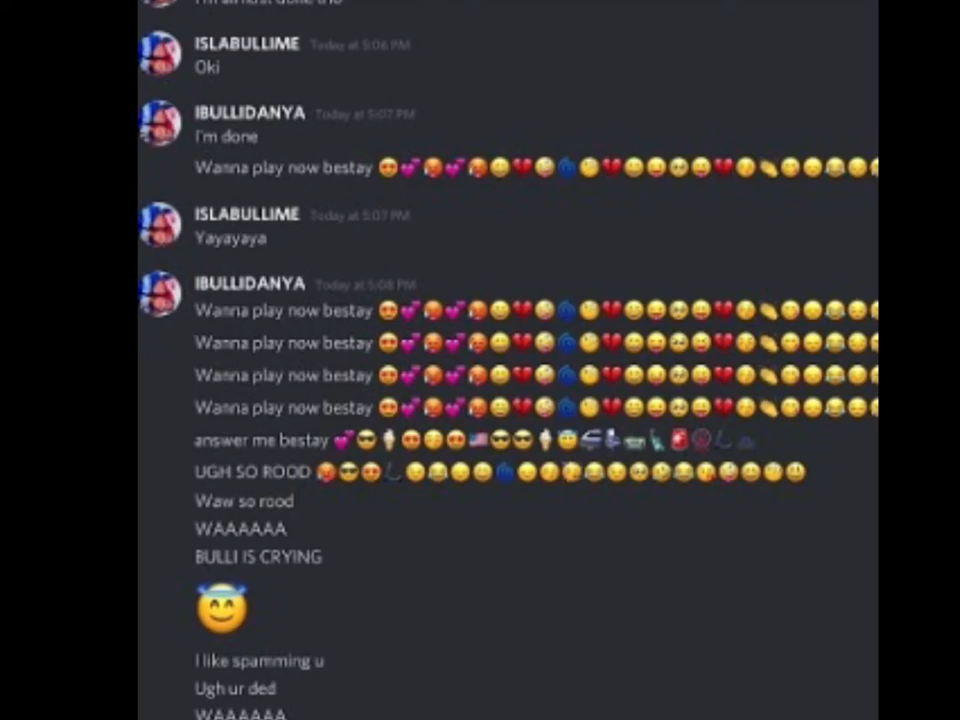 I'm almost done tho
ISLABULLIME Today at 5:06 PM
Oki
IBULLIDANYA Today at 5:07 PM
I'm done
Wanna play now bestay
ISLABULLIME Today at 5:07 PM
Yayayaya
IBULLIDANYA Today at 5:08 PM
Wanna play now bestay
Wanna play now bestay
Wanna play now bestay
Wanna play now bestay
answer me bestay
UGH SO ROOD
Waw so rood
WAAAAAA
BULLI IS CRYING
I like spamming u
Ugh ur ded
WAAAAAA